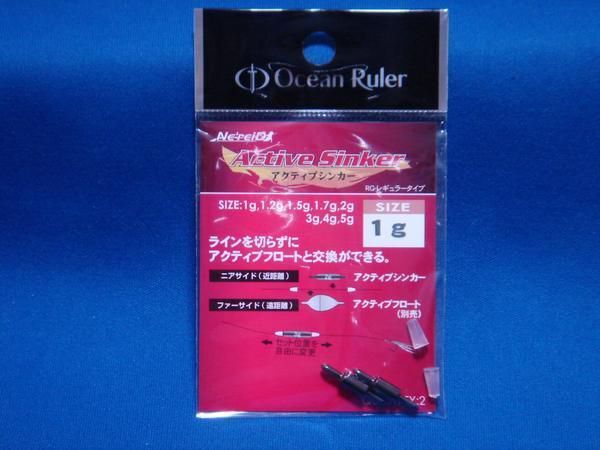 Ocean Ruler
Nereids
Active Sinker
アクティブシンカー
RG レギュラータイプ
SIZE:1g,1.2g,1.5g,1.7g,2g
3g,4g,5g
SIZE
1g
ラインを切らずに
アクティブフロートと交換ができる。
ニアサイド（近距離） アクティブシンカー
ファーサイド（遠距離） アクティブフロート
（別売）
セット位置を
自由に変更